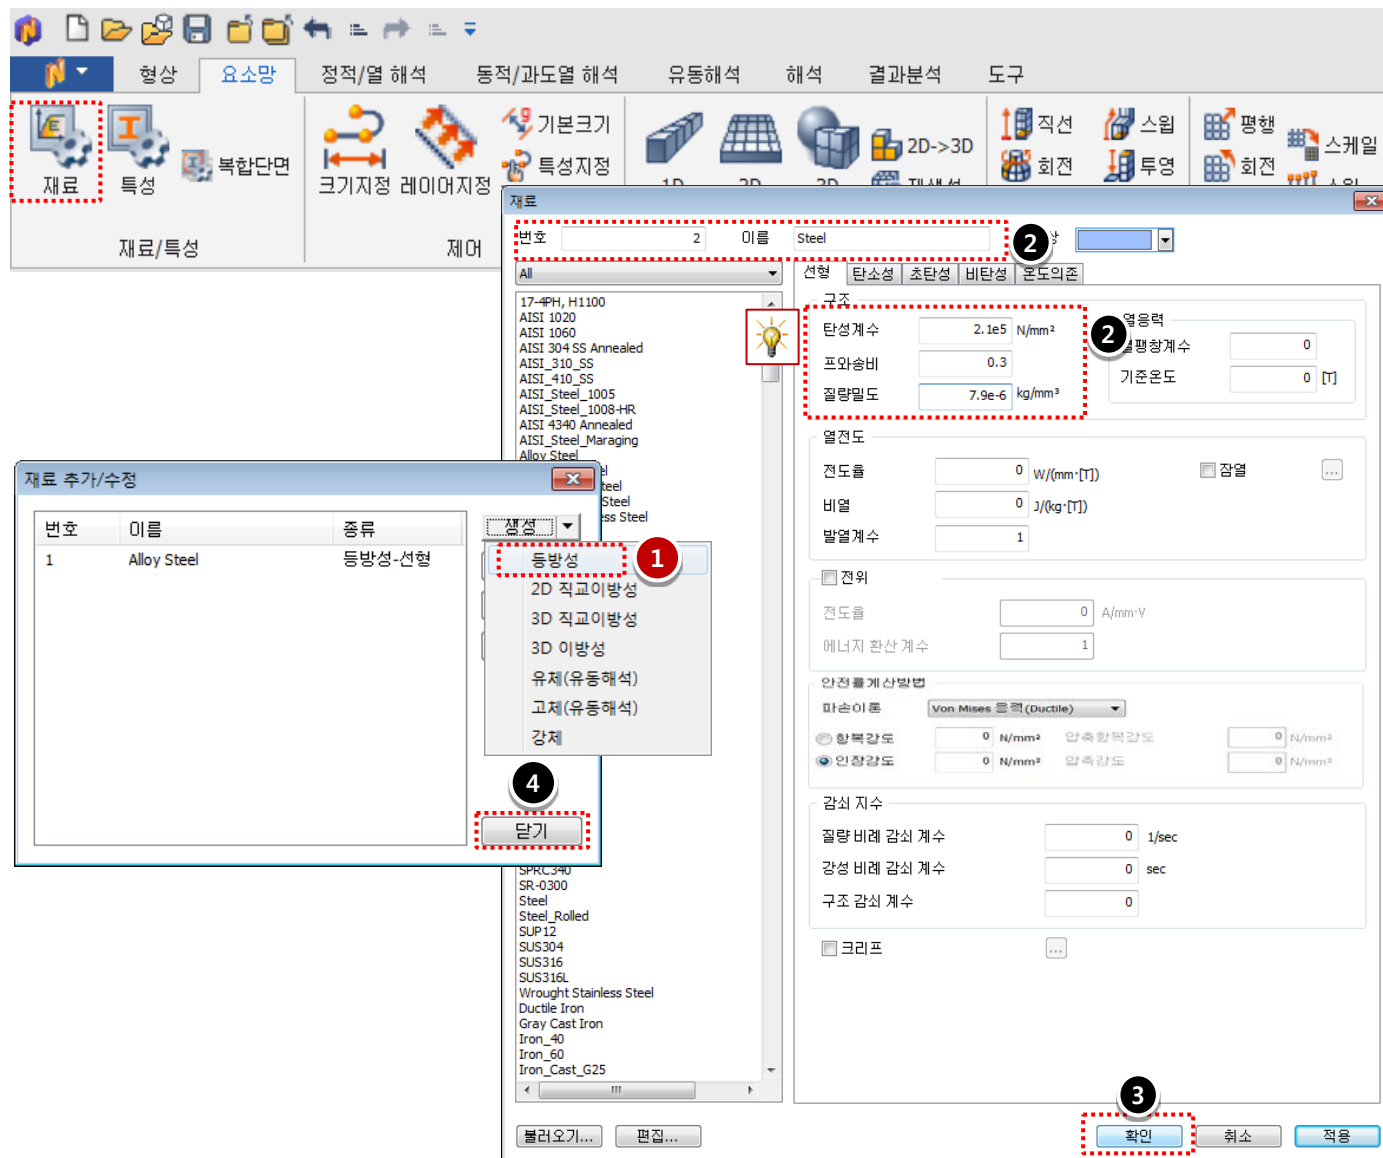 형상 요소망 정적/열 해석 동적/과도열 해석 유동해석 해석 결과분석 도구
재료 특성 복합단면
재료/특성
크기지정 레이어지정 기본크기
특성지정
제어
2D->3D
직선 스윕 평행 스케일
회전 투영 회전
재료
번호 2 이름 Steel
2
All
선형 탄소성 초탄성 비탄성 온도의존
17-4PH, H1100
AISI 1020
AISI 1060
AISI 304 SS Annealed
AISI_310_SS
AISI_410_SS
AISI_Steel_1005
AISI_Steel_1008-HR
AISI 4340 Annealed
AISI_Steel_Maraging
Alloy Steel
SPRC340
SR-0300
Steel
Steel_Rolled
SUP12
SUS304
SUS316
SUS316L
Wrought Stainless Steel
Ductile Iron
Gray Cast Iron
Iron_40
Iron_60
Iron_Cast_G25
구조
탄성계수 2.1e5 N/mm²
프와송비 0.3
질량밀도 7.9e-6 kg/mm³
2
열응력
열팽창계수 0
기준온도 0 [T]
열전도
전도율 0 W/(mm·[T]) 잠열 ...
비열 0 J/(kg·[T])
발열계수 1
전위
전도율 0 A/mm·V
에너지 환산 계수 1
안전률계산방법
파손이론 Von Mises 응력(Ductile)
항복강도 0 N/mm² 압축항복강도 0 N/mm²
인장강도 0 N/mm² 압축강도 0 N/mm²
감쇠 지수
질량 비례 감쇠 계수 0 1/sec
강성 비례 감쇠 계수 0 sec
구조 감쇠 계수 0
크리프 ...
3
불러오기... 편집... 확인 취소 적용
재료 추가/수정
번호 이름 종류 생성
1 Alloy Steel 등방성-선형
등방성
1
2D 직교이방성
3D 직교이방성
3D 이방성
유체(유동해석)
고체(유동해석)
강체
4
닫기